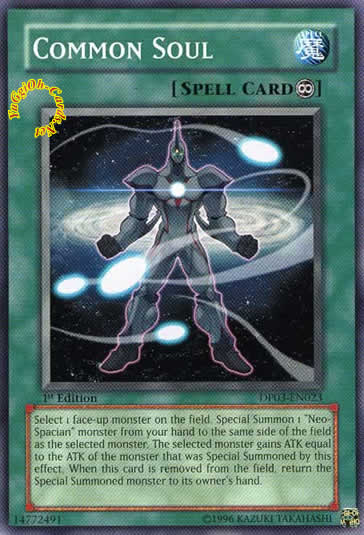 COMMON SOUL
魔
YuGiOh-Cards.Net
[SPELL CARD∞]
1st Edition
DP03-EN023
Select 1 face-up monster on the field. Special Summon 1 "Neo-
Spacian" monster from your hand to the same side of the field
as the selected monster. The selected monster gains ATK equal
to the ATK of the monster that was Special Summoned by this
effect. When this card is removed from the field, return the
Special Summoned monster to its owner's hand.
14772491
©1996 KAZUKI TAKAHASHI